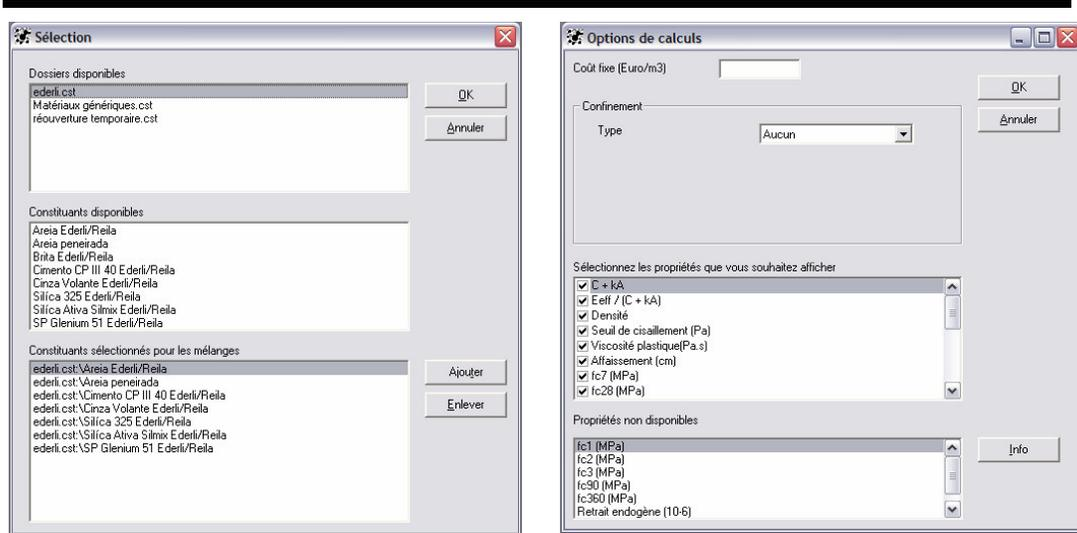 Sélection
Dossiers disponibles
ederli.cst
Matériaux génériques.cst
réouverture temporaire.cst
OK
Annuler
Constituants disponibles
Areia Ederli/Reila
Areia peneirada
Brita Ederli/Reila
Cimento CP III 40 Ederli/Reila
Cinza Volante Ederli/Reila
Silíca 325 Ederli/Reila
Silíca Ativa Silmix Ederli/Reila
SP Glenium 51 Ederli/Reila
Constituants sélectionnés pour les mélanges
ederli.cst:\Areia Ederli/Reila
ederli.cst:\Areia peneirada
ederli.cst:\Cimento CP III 40 Ederli/Reila
ederli.cst:\Cinza Volante Ederli/Reila
ederli.cst:\Silíca 325 Ederli/Reila
ederli.cst:\Silíca Ativa Silmix Ederli/Reila
ederli.cst:\SP Glenium 51 Ederli/Reila
Ajouter
Enlever
Options de calculs
Coût fixe (Euro/m3)
OK
Annuler
Confinement
Type
Aucun
Sélectionnez les propriétés que vous souhaitez afficher
C + kA
Eeff / (C + kA)
Densité
Seuil de cisaillement (Pa)
Viscosité plastique(Pa.s)
Affaissement (cm)
fc7 (MPa)
fc28 (MPa)
Propriétés non disponibles
fc1 (MPa)
fc2 (MPa)
fc3 (MPa)
fc90 (MPa)
fc360 (MPa)
Retrait endogène (10-6)
Info